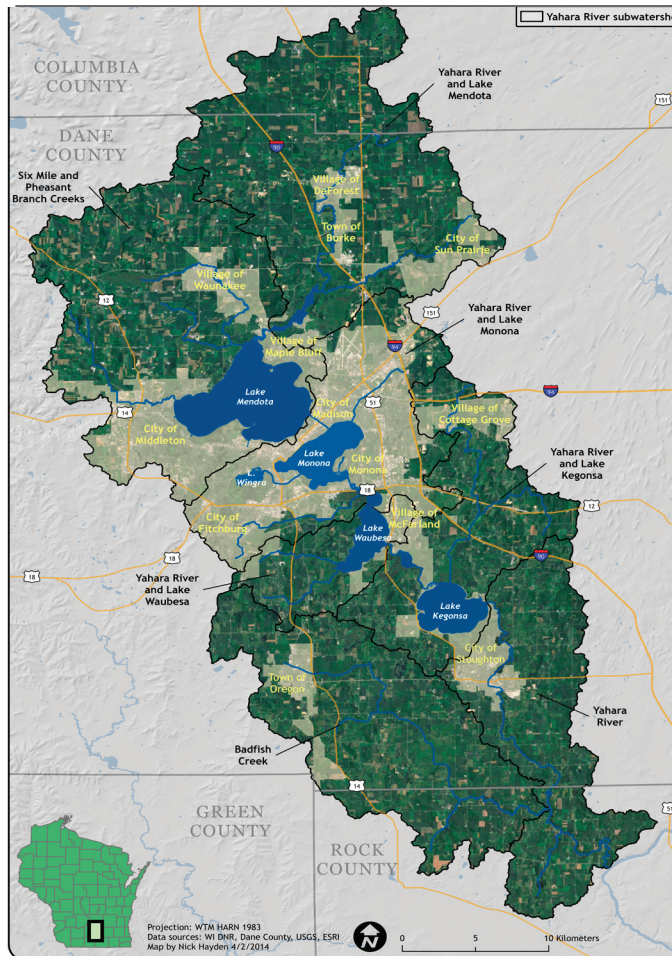 Yahara River subwatershe
COLUMBIA
COUNTY
Yahara River
and Lake
Mendota
151
DANE
COUNTY
90
Six Mile and
Pheasant
Branch Creeks
Village of
DeForest
Town of
Burke
City of
Sun Prairie
Village of
Waunakee
12
151
Yahara River
and Lake
Monona
Village of
Maple Bluff
94
Lake
Mendota
City of
Madison
51
94
14
City of
Middleton
Village of
Cottage Grove
Lake
Monona
City of
Monona
Yahara River
and Lake
Kegonsa
L.
Wingra
18
12
City of
Fitchburg
Village of
McFarland
Lake
Waubesa
18
90
18
Yahara River
and Lake
Waubesa
Lake
Kegonsa
City of
Stoughton
Town of
Oregon
Yahara
River
Badfish
Creek
14
GREEN
COUNTY
ROCK
COUNTY
Projection: WTM HARN 1983
Data sources: WI DNR, Dane County, USGS, ESRI
Map by Nick Hayden 4/2/2014
N
0 5 10 Kilometers